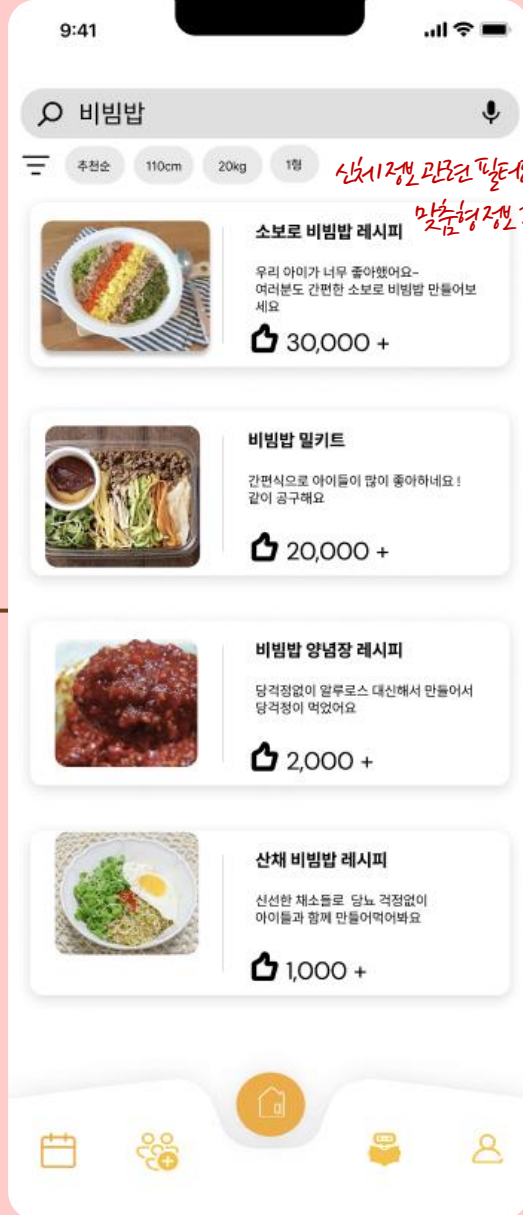 9:41
비빔밥
추천순 110cm 20kg 1형
신체정보 관련 필터
맞춤형 정보
소보로 비빔밥 레시피
우리 아이가 너무 좋아했어요~
여러분도 간편한 소보로 비빔밥 만들어보
세요
30,000 +
비빔밥 밀키트
간편식으로 아이들이 많이 좋아하네요 !
같이 공구해요
20,000 +
비빔밥 양념장 레시피
당걱정없이 알루로스 대신해서 만들어서
당걱정이 먹었어요
2,000 +
산채 비빔밥 레시피
신선한 채소들로 당뇨 걱정없이
아이들과 함께 만들어먹어봐요
1,000 +